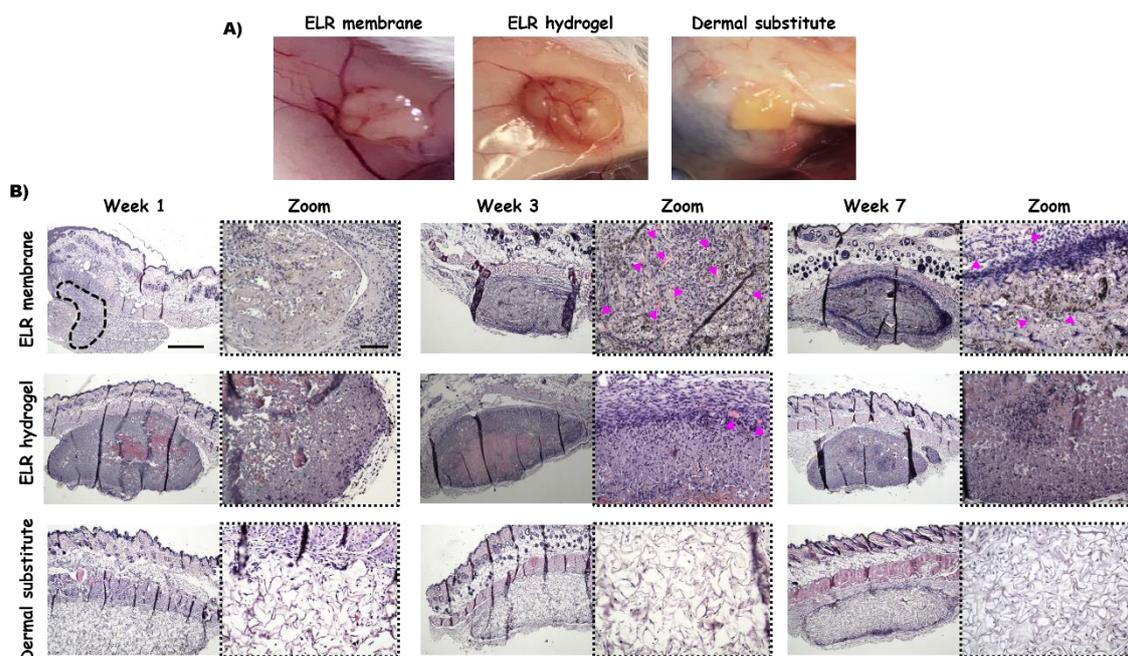 A)
ELR membrane
ELR hydrogel
Dermal substitute
B)
Week 1
Zoom
Week 3
Zoom
Week 7
Zoom
ELR membrane
ELR hydrogel
Dermal substitute